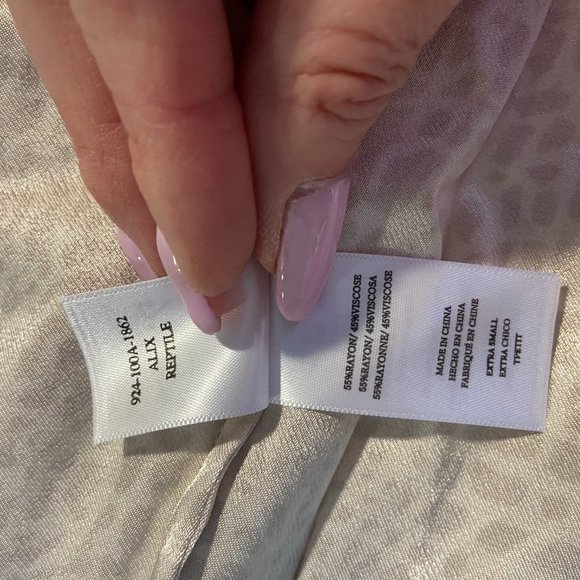 924-100A-1862
ALIX
REPTILE
55%RAYON/ 45%VISCOSE
55%RAYON/ 45%VISCOSA
55%RAYONNE/ 45%VISCOSE
MADE IN CHINA
HECHO EN CHINA
FABRIQUÉ EN CHINE
EXTRA SMALL
EXTRA CHICO
TPETIT